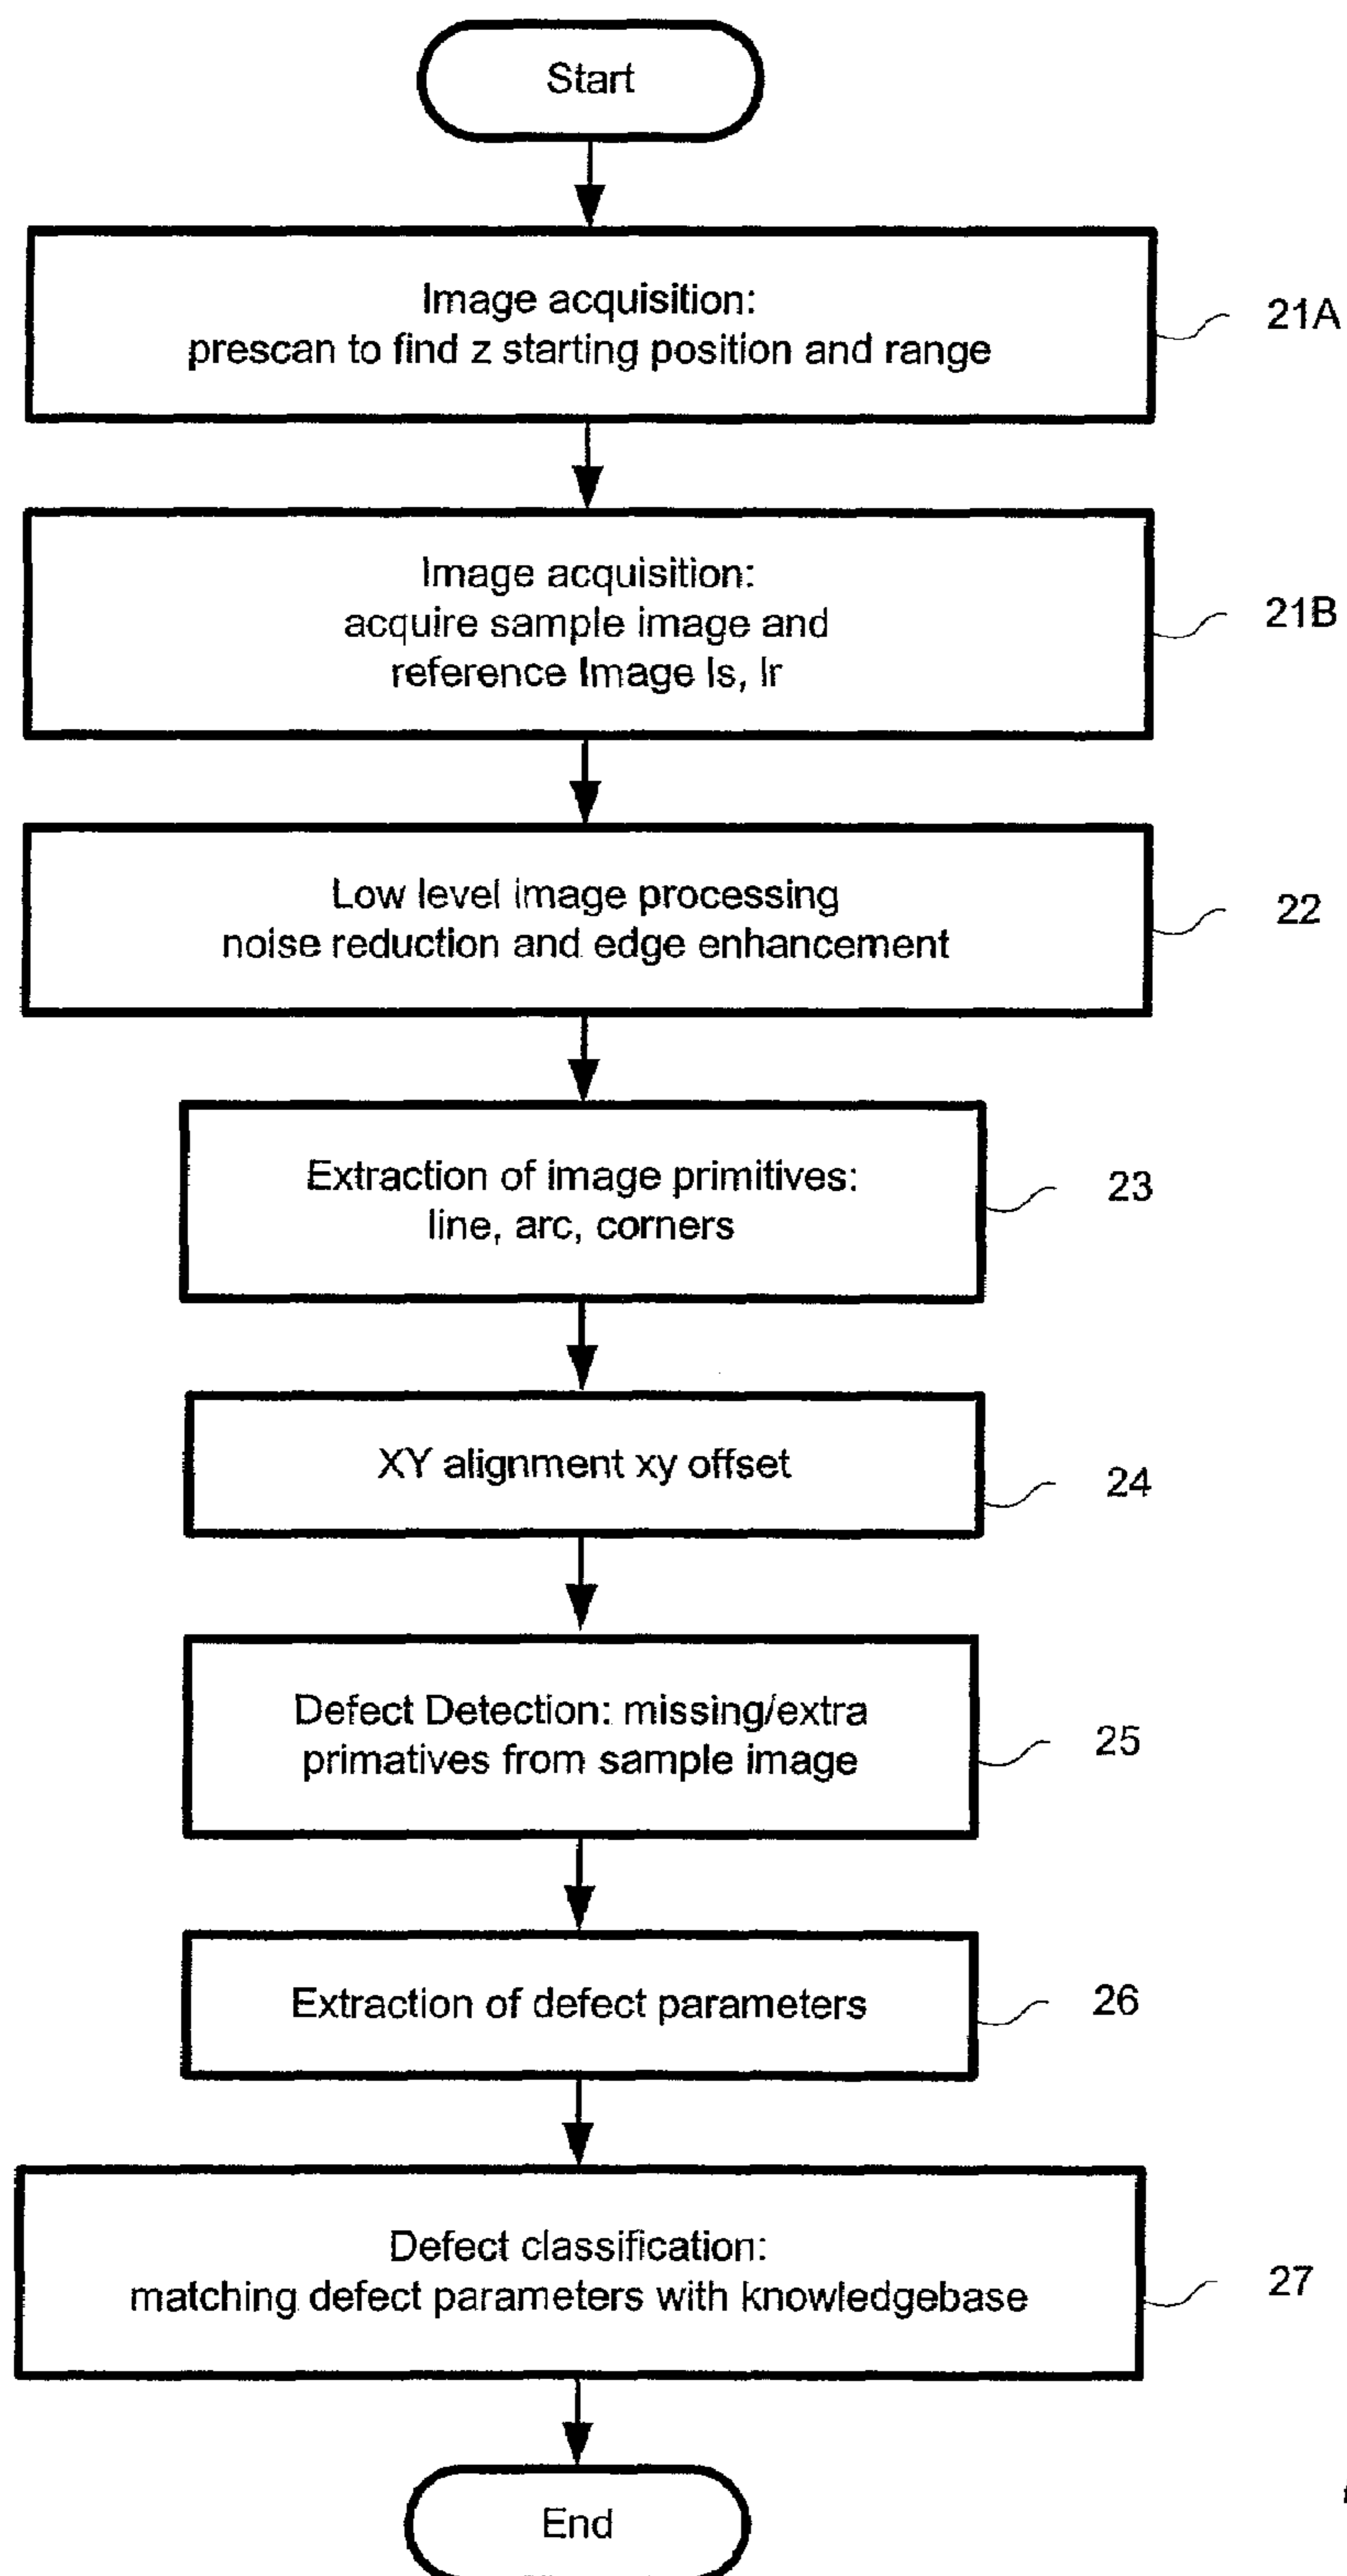 Start
Image acquisition:
prescan to find z starting position and range
21A
Image acquisition:
acquire sample image and
reference Image Is, Ir
21B
Low level image processing
noise reduction and edge enhancement
22
Extraction of image primitives:
line, arc, corners
23
XY alignment xy offset
24
Defect Detection: missing/extra
primatives from sample image
25
Extraction of defect parameters
26
Defect classification:
matching defect parameters with knowledgebase
27
End